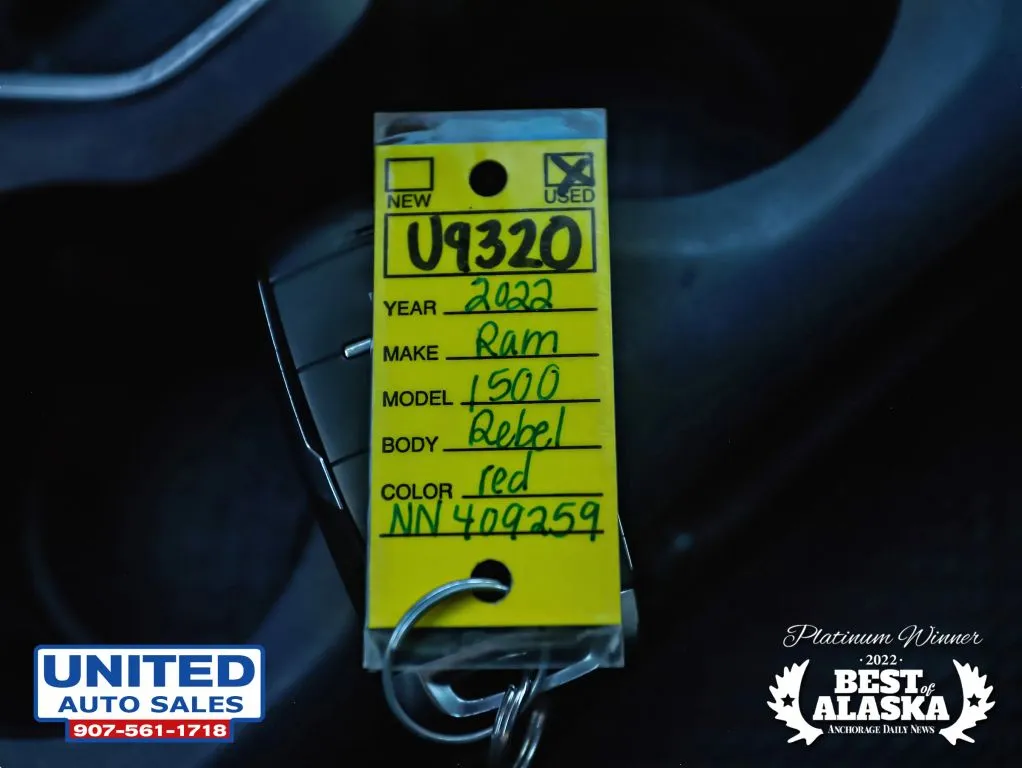 NEW
USED
U9320
YEAR 2022
MAKE Ram
MODEL 1500
BODY Rebel
COLOR red
NN409259
UNITED
AUTO SALES
907-561-1718
Platinum Winner
·2022·
BEST of
ALASKA
ANCHORAGE DAILY NEWS